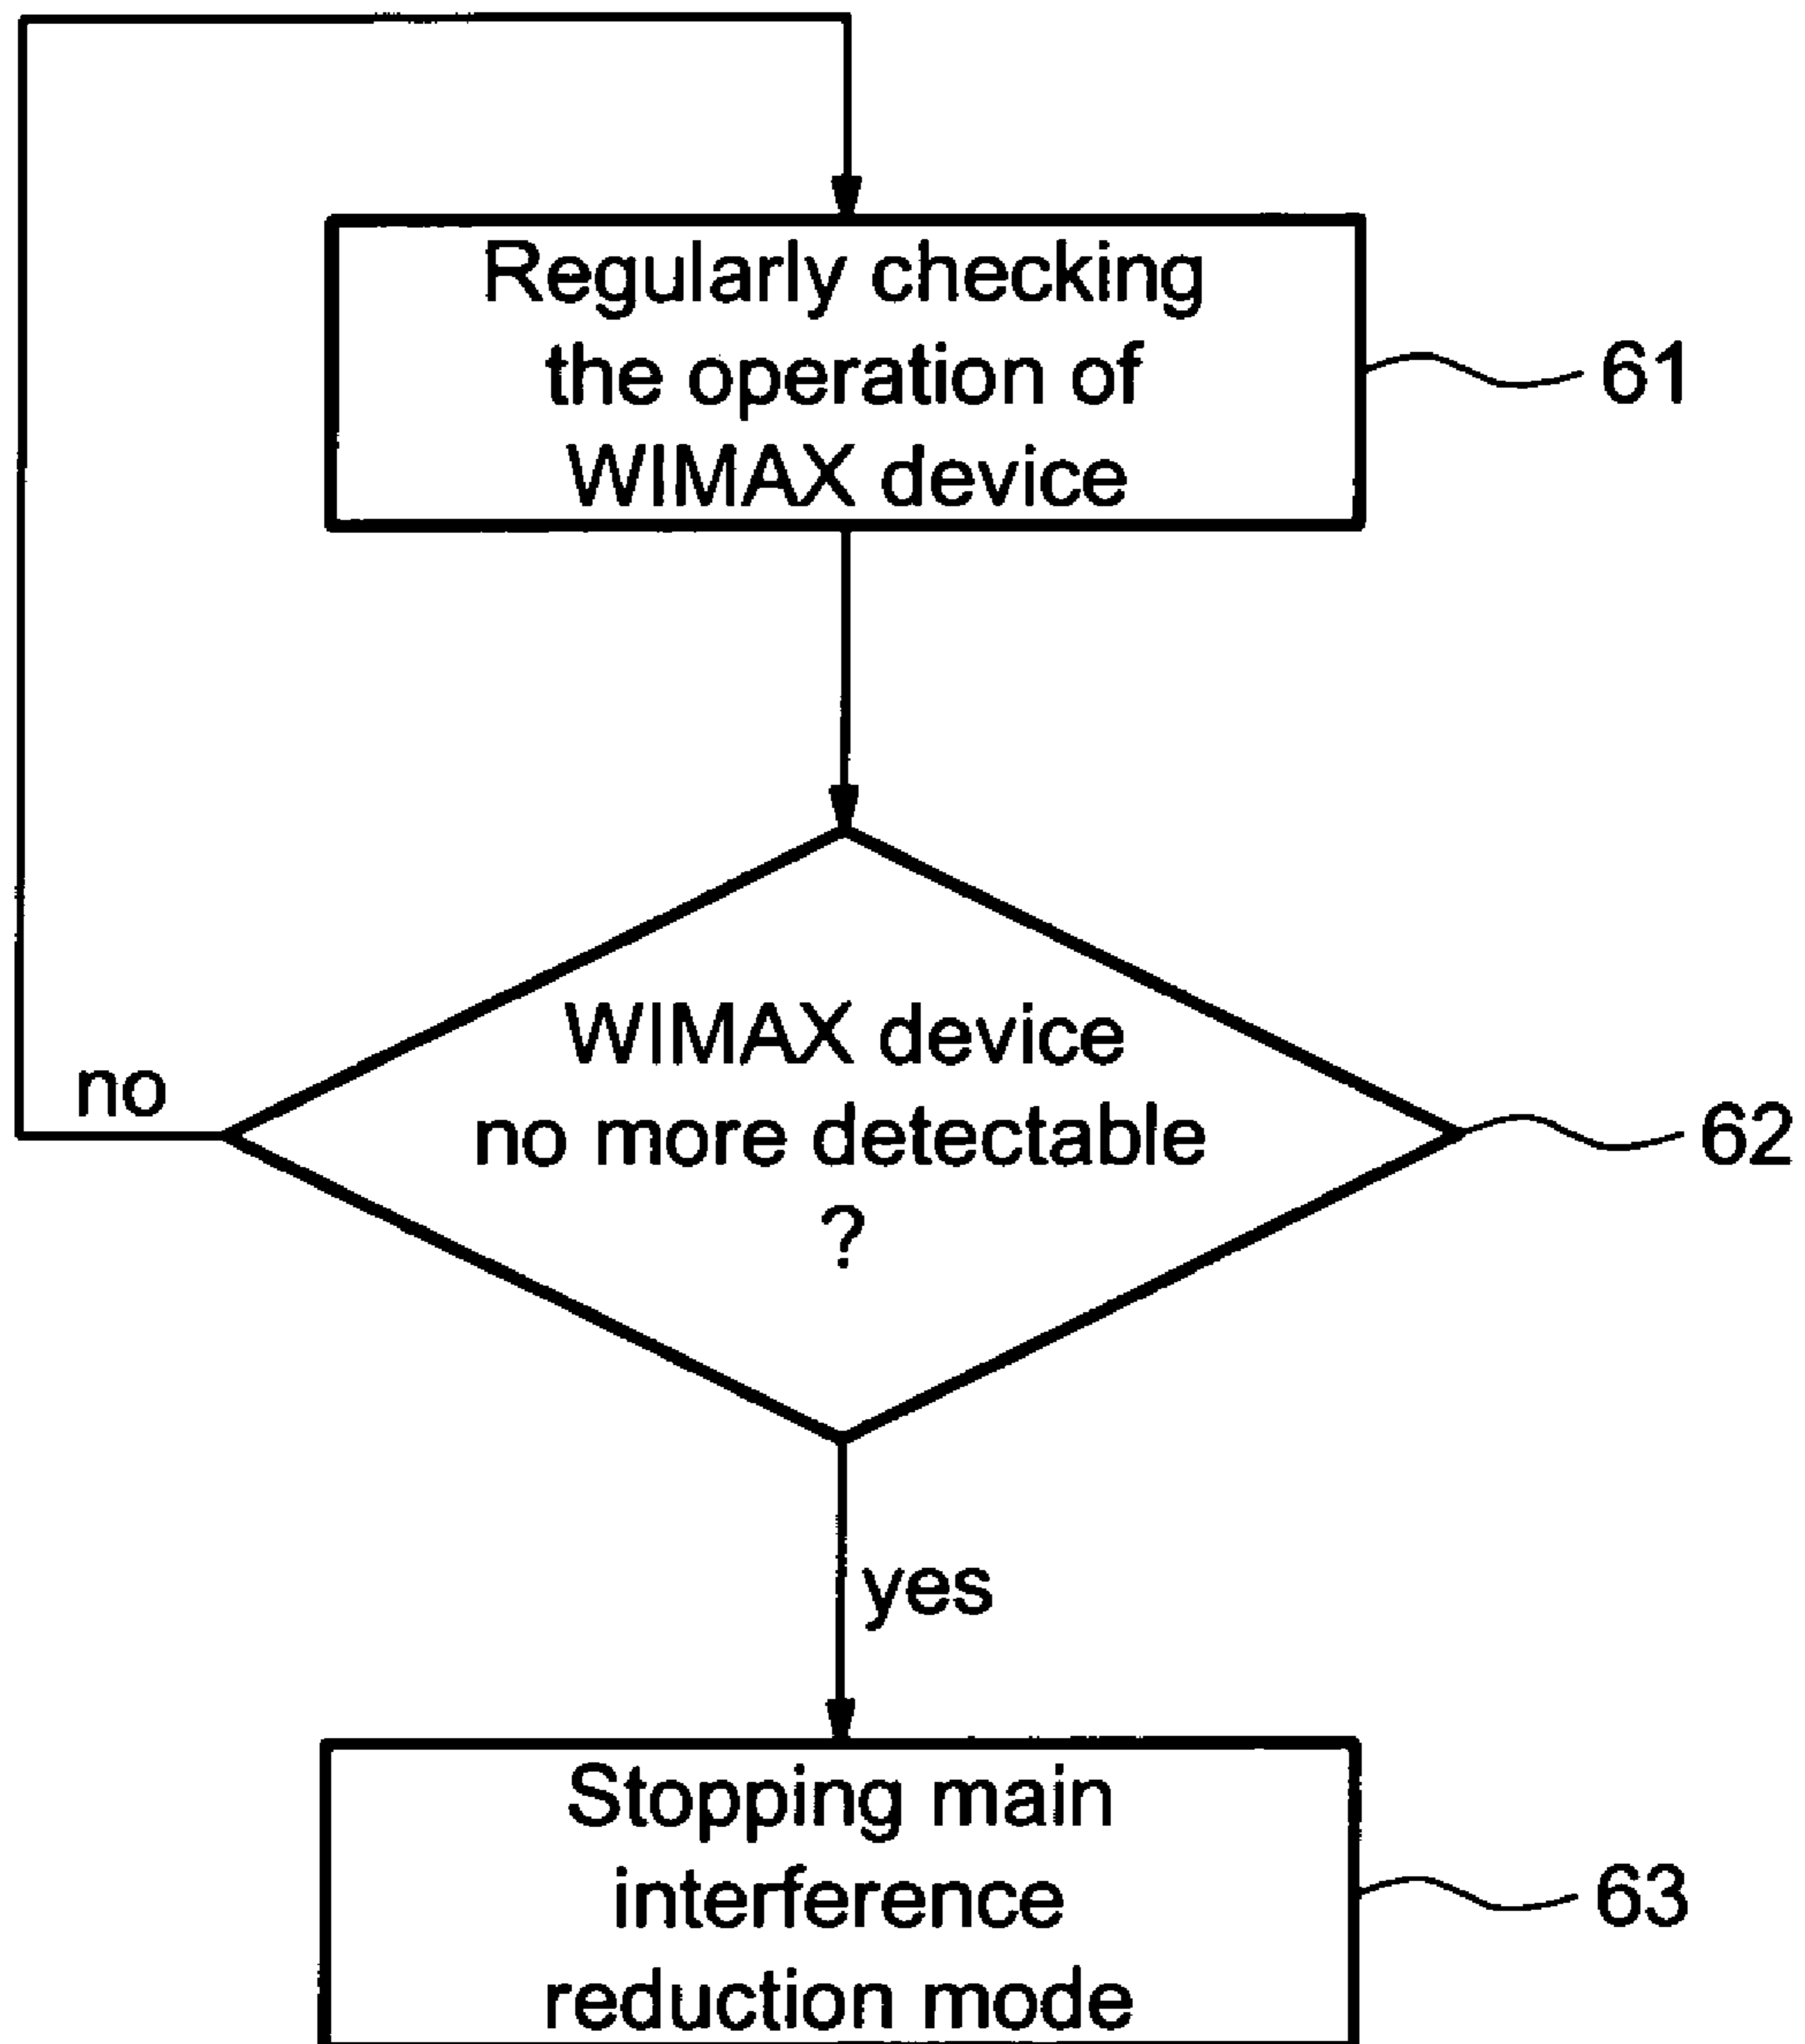 Regularly checking
the operation of
WIMAX device
61
WIMAX device
no more detectable
?
62
no
yes
Stopping main
interference
reduction mode
63